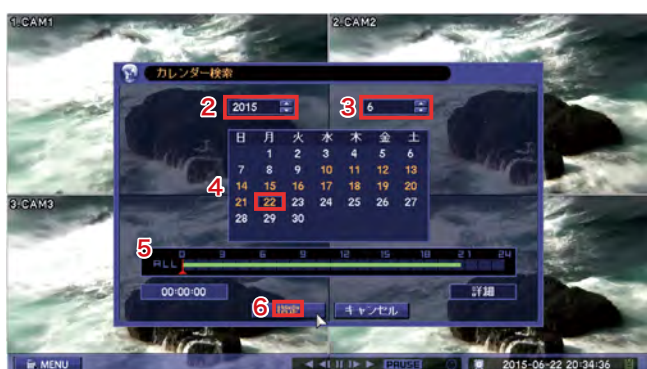 1.CAM1
2.CAM2
カレンダー検索
2 2015
3 6
日 月 火 水 木 金 土
1 2 3 4 5 6
7 8 9 10 11 12 13
4
14 15 16 17 18 19 20
21 22 23 24 25 26 27
28 29 30
3.CAM3
5
0 3 6 9 12 15 18 21 24
ALL
00:00:00
詳細
6
キャンセル
MENU
PAUSE
2015-06-22 20:34:36